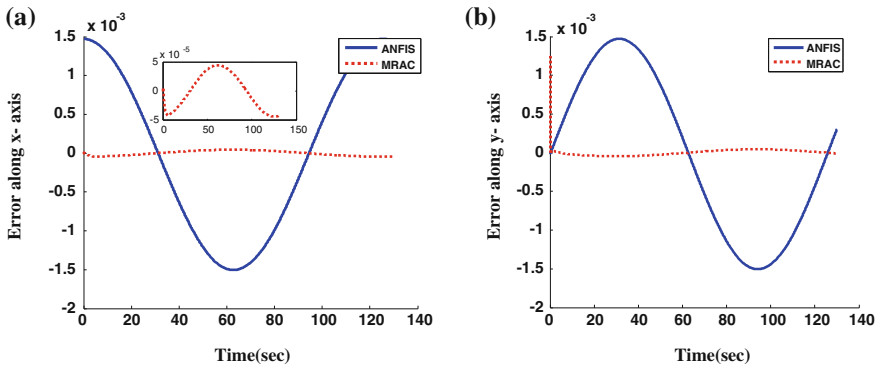 (a)
x 10⁻³
1.5
1
0.5
0
-0.5
-1
-1.5
-2
Error along x- axis
0 20 40 60 80 100 120 140
Time(sec)
ANFIS
MRAC
x 10⁻⁵
5
0
-5
0 50 100 150
(b)
x 10⁻³
1.5
1
0.5
0
-0.5
-1
-1.5
-2
Error along y- axis
0 20 40 60 80 100 120 140
Time(sec)
ANFIS
MRAC